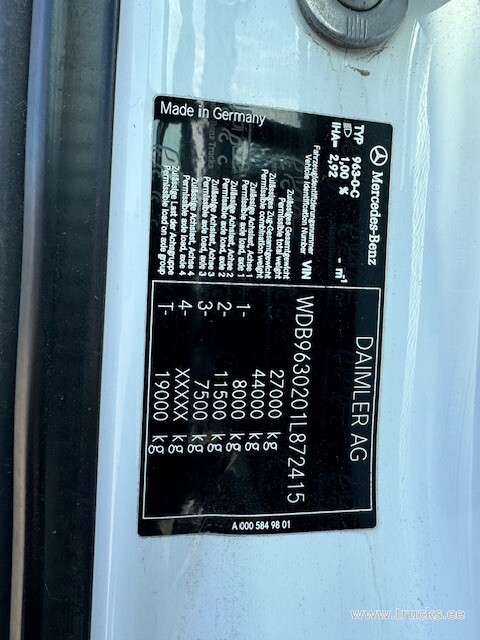 Mercedes-Benz
DAIMLER AG
TYP 963-0-C
1,00 %
IHA= 2,92
- m⁻¹
Fahrzeugidentifizierungsnummer
Vehicle Identification Number VIN
WDB9630201L872415
Zulässiges Gesamtgewicht
Permissible total weight
27000 kg
Zulässiges Zug-Gesamtgewicht
Permissible combination weight
44000 kg
Zulässige Achslast, Achse 1
Permissible axle load, axle 1
1- 8000 kg
Zulässige Achslast, Achse 2
Permissible axle load, axle 2
2- 11500 kg
Zulässige Achslast, Achse 3
Permissible axle load, axle 3
3- 7500 kg
Zulässige Achslast, Achse 4
Permissible axle load, axle 4
4- XXXXX kg
Zulässige Last der Achsgruppe
Permissible load on axle group
T- 19000 kg
Made in Germany
A 000 584 98 01
www.trucks.ee